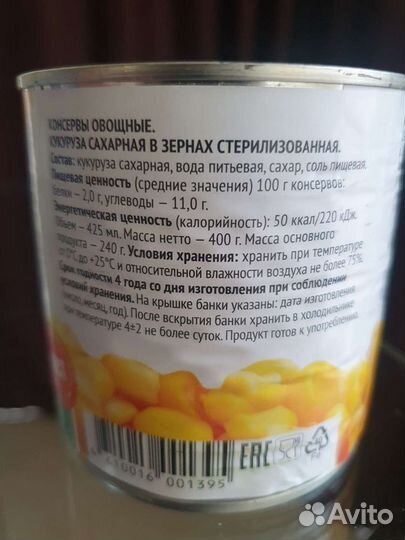 КОНСЕРВЫ ОВОЩНЫЕ.
КУКУРУЗА САХАРНАЯ В ЗЕРНАХ СТЕРИЛИЗОВАННАЯ.
Состав: кукуруза сахарная, вода питьевая, сахар, соль пищевая.
Пищевая ценность (средние значения) 100 г консервов:
белки – 2,0 г, углеводы – 11,0 г.
Энергетическая ценность (калорийность): 50 ккал/220 кДж.
Объем – 425 мл. Масса нетто – 400 г. Масса основного
продукта – 240 г. Условия хранения: хранить при температуре
от 0°С до +25°С и относительной влажности воздуха не более 75%.
Срок годности 4 года со дня изготовления при соблюдении
условий хранения. На крышке банки указаны: дата изготовления
(число, месяц, год). После вскрытия банки хранить в холодильнике
при температуре 4±2 не более суток. Продукт готов к употреблению.
EAC
10016 001395
Avito